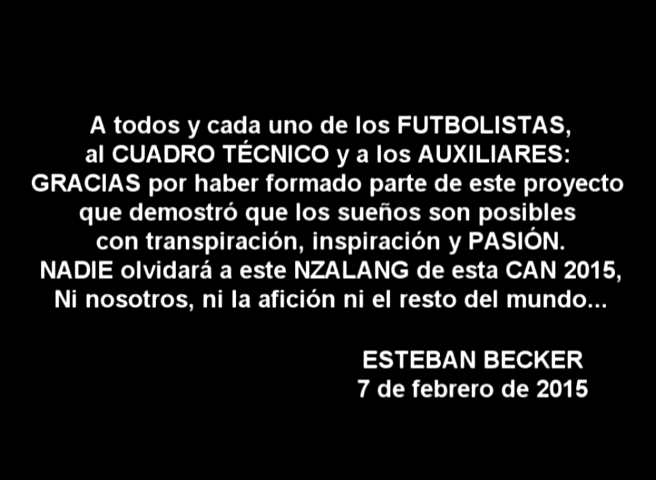 A todos y cada uno de los FUTBOLISTAS,
al CUADRO TÉCNICO y a los AUXILIARES:
GRACIAS por haber formado parte de este proyecto
que demostró que los sueños son posibles
con transpiración, inspiración y PASIÓN.
NADIE olvidará a este NZALANG de esta CAN 2015,
Ni nosotros, ni la afición ni el resto del mundo...
ESTEBAN BECKER
7 de febrero de 2015